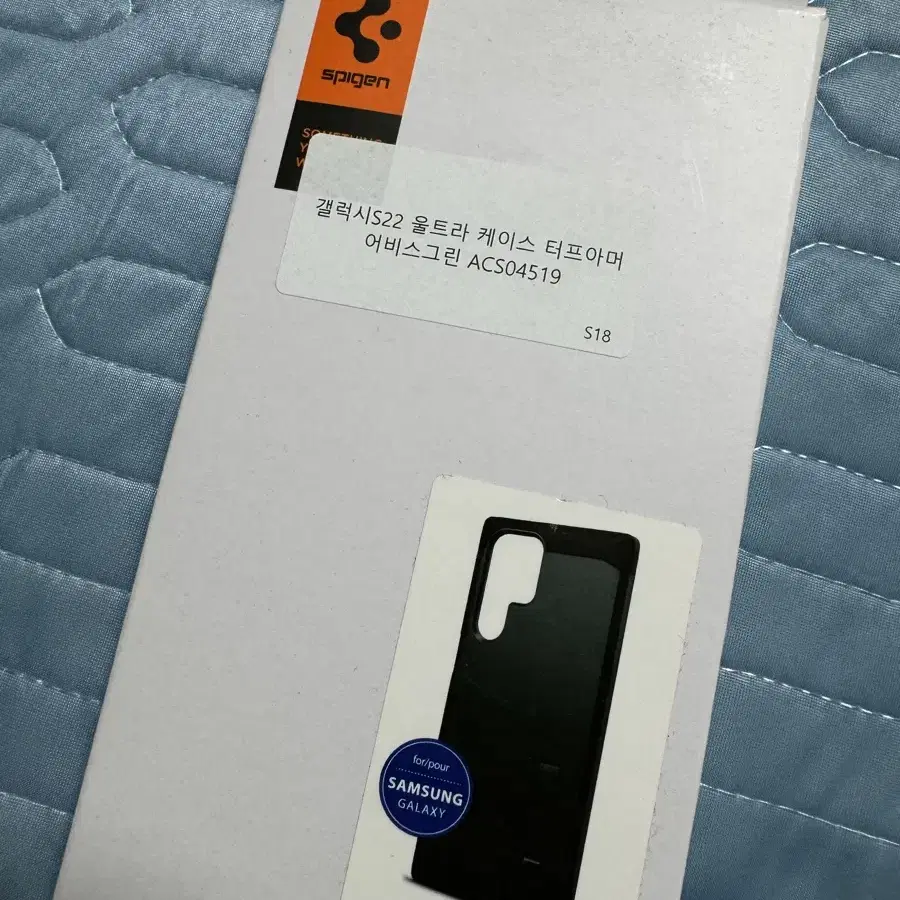 spigen
갤럭시S22 울트라 케이스 터프아머
어비스그린 ACS04519
S18
for/pour
SAMSUNG
GALAXY